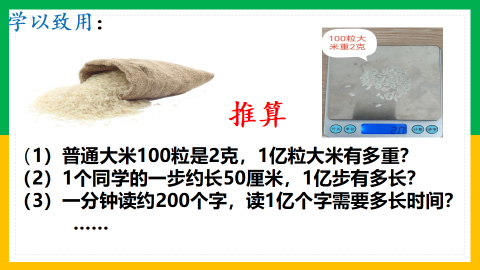 学以致用：
100粒大
米重2克
推算
（1）普通大米100粒是2克，1亿粒大米有多重？
（2）1个同学的一步约长50厘米，1亿步有多长？
（3）一分钟读约200个字，读1亿个字需要多长时间？
……